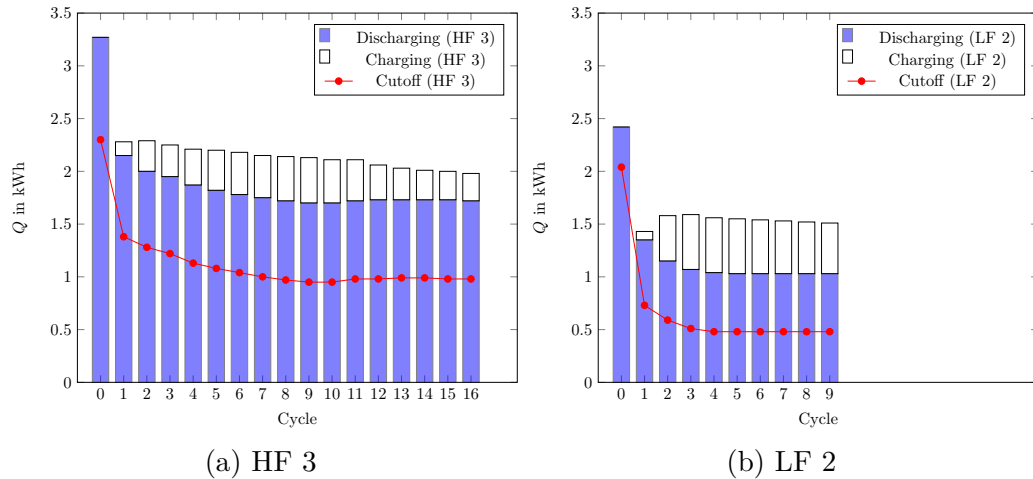 3.5
3
2.5
2
1.5
1
0.5
0
Q in kWh
0 1 2 3 4 5 6 7 8 9 10 11 12 13 14 15 16
Cycle
Discharging (HF 3)
Charging (HF 3)
Cutoff (HF 3)
(a) HF 3
3.5
3
2.5
2
1.5
1
0.5
0
Q in kWh
0 1 2 3 4 5 6 7 8 9
Cycle
Discharging (LF 2)
Charging (LF 2)
Cutoff (LF 2)
(b) LF 2